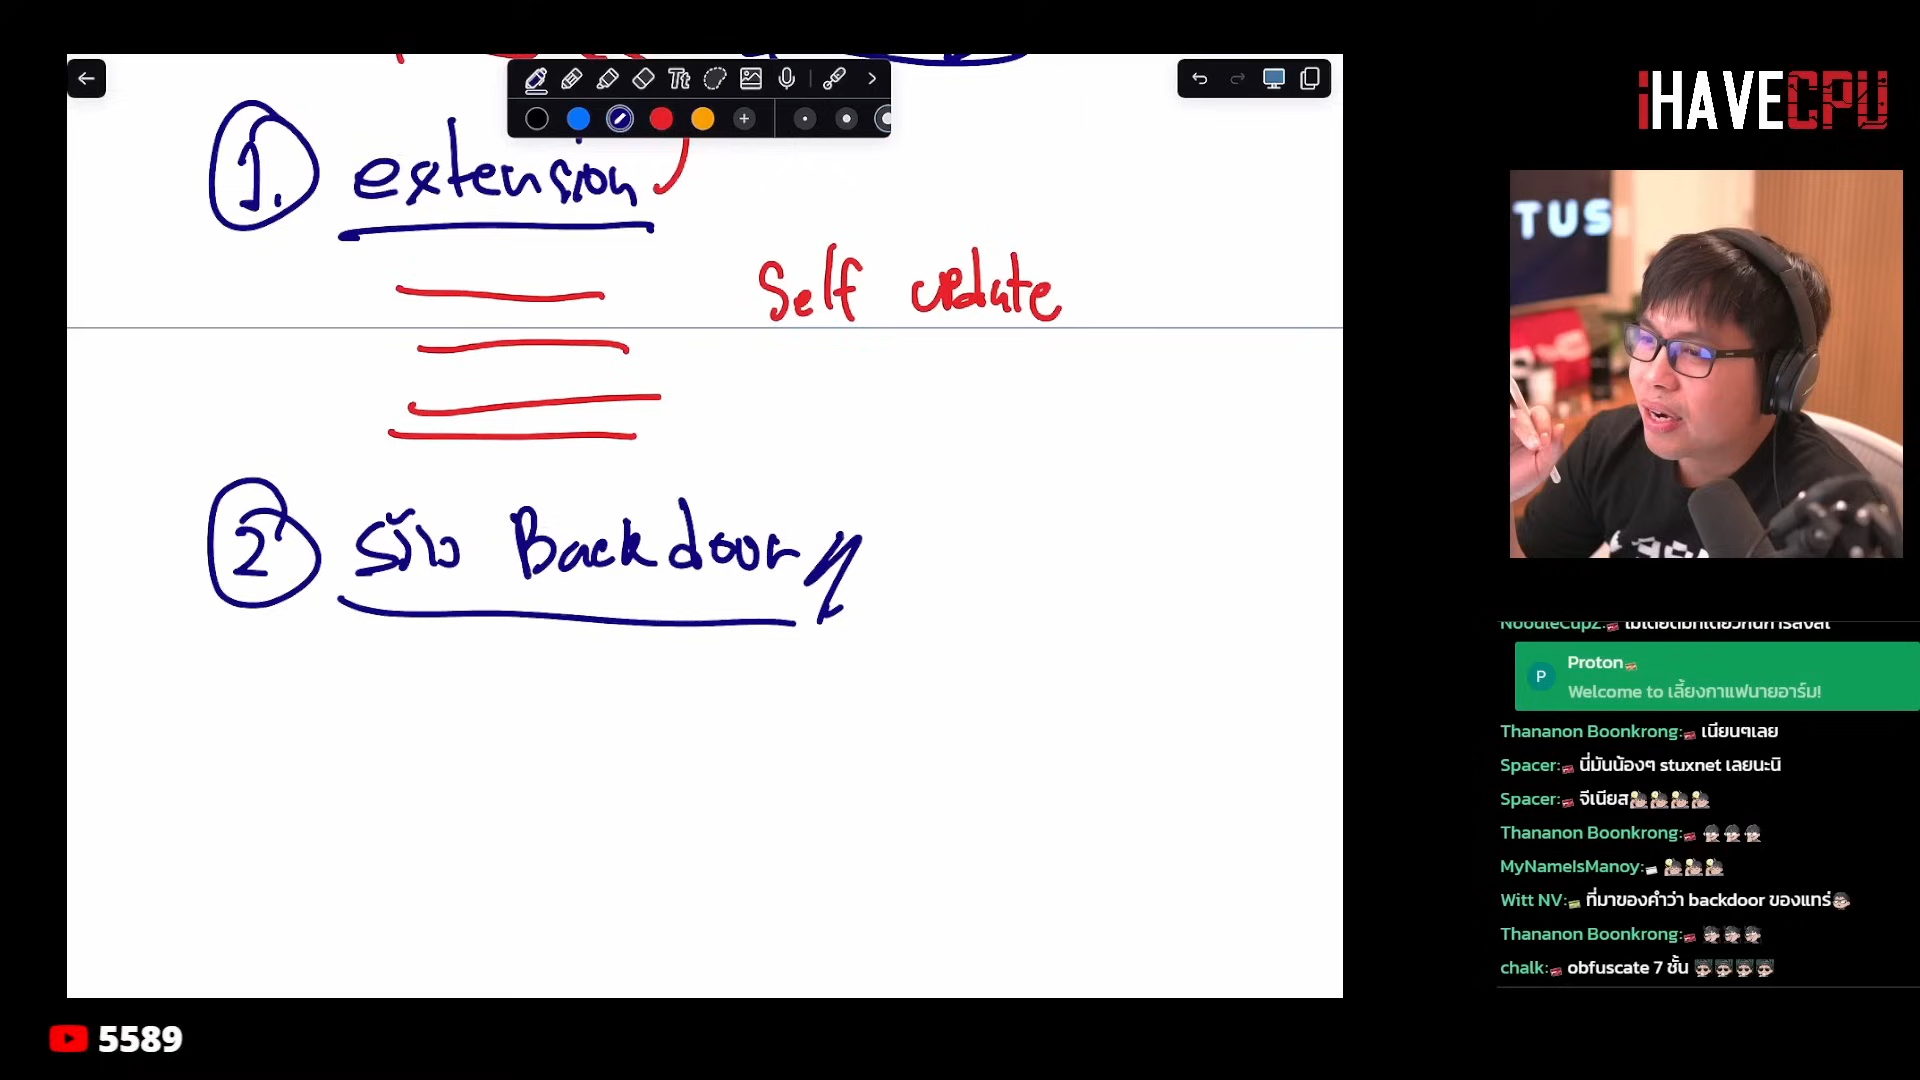 iHAVECPU
1. extension
Self update
TUS
2 รัง Backdoor
Proton
P
Welcome to เลี้ยงกาแฟนายอาร์ม!
Thananon Boonkrong: เนียนๆเลย
Spacer: นี่มันน้องๆ stuxnet เลยนะนิ
Spacer: จีเนียส
Thananon Boonkrong:
MyNameIsManoy:
Witt NV: ที่มาของคำว่า backdoor ของแทร่
Thananon Boonkrong:
chalk: obfuscate 7 ชั้น
5589